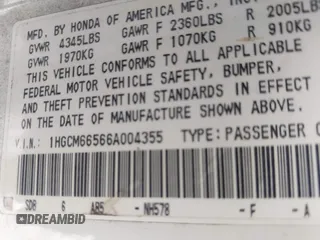 MFD. BY HONDA OF AMERICA MFG.,
GVWR 4345LBS GAWR F 2360LBS R 2005LBS
GVWR 1970KG GAWR F 1070KG R 910KG
THIS VEHICLE CONFORMS TO ALL APPLICABLE
FEDERAL MOTOR VEHICLE SAFETY, BUMPER,
AND THEFT PREVENTION STANDARDS IN EFFECT
ON THE DATE OF MANUFACTURE SHOWN ABOVE.
V.I.N.: 1HGCM66566A004355 TYPE: PASSENGER
SDB 6 AB5 - NH578 - F - A
DREAMBID